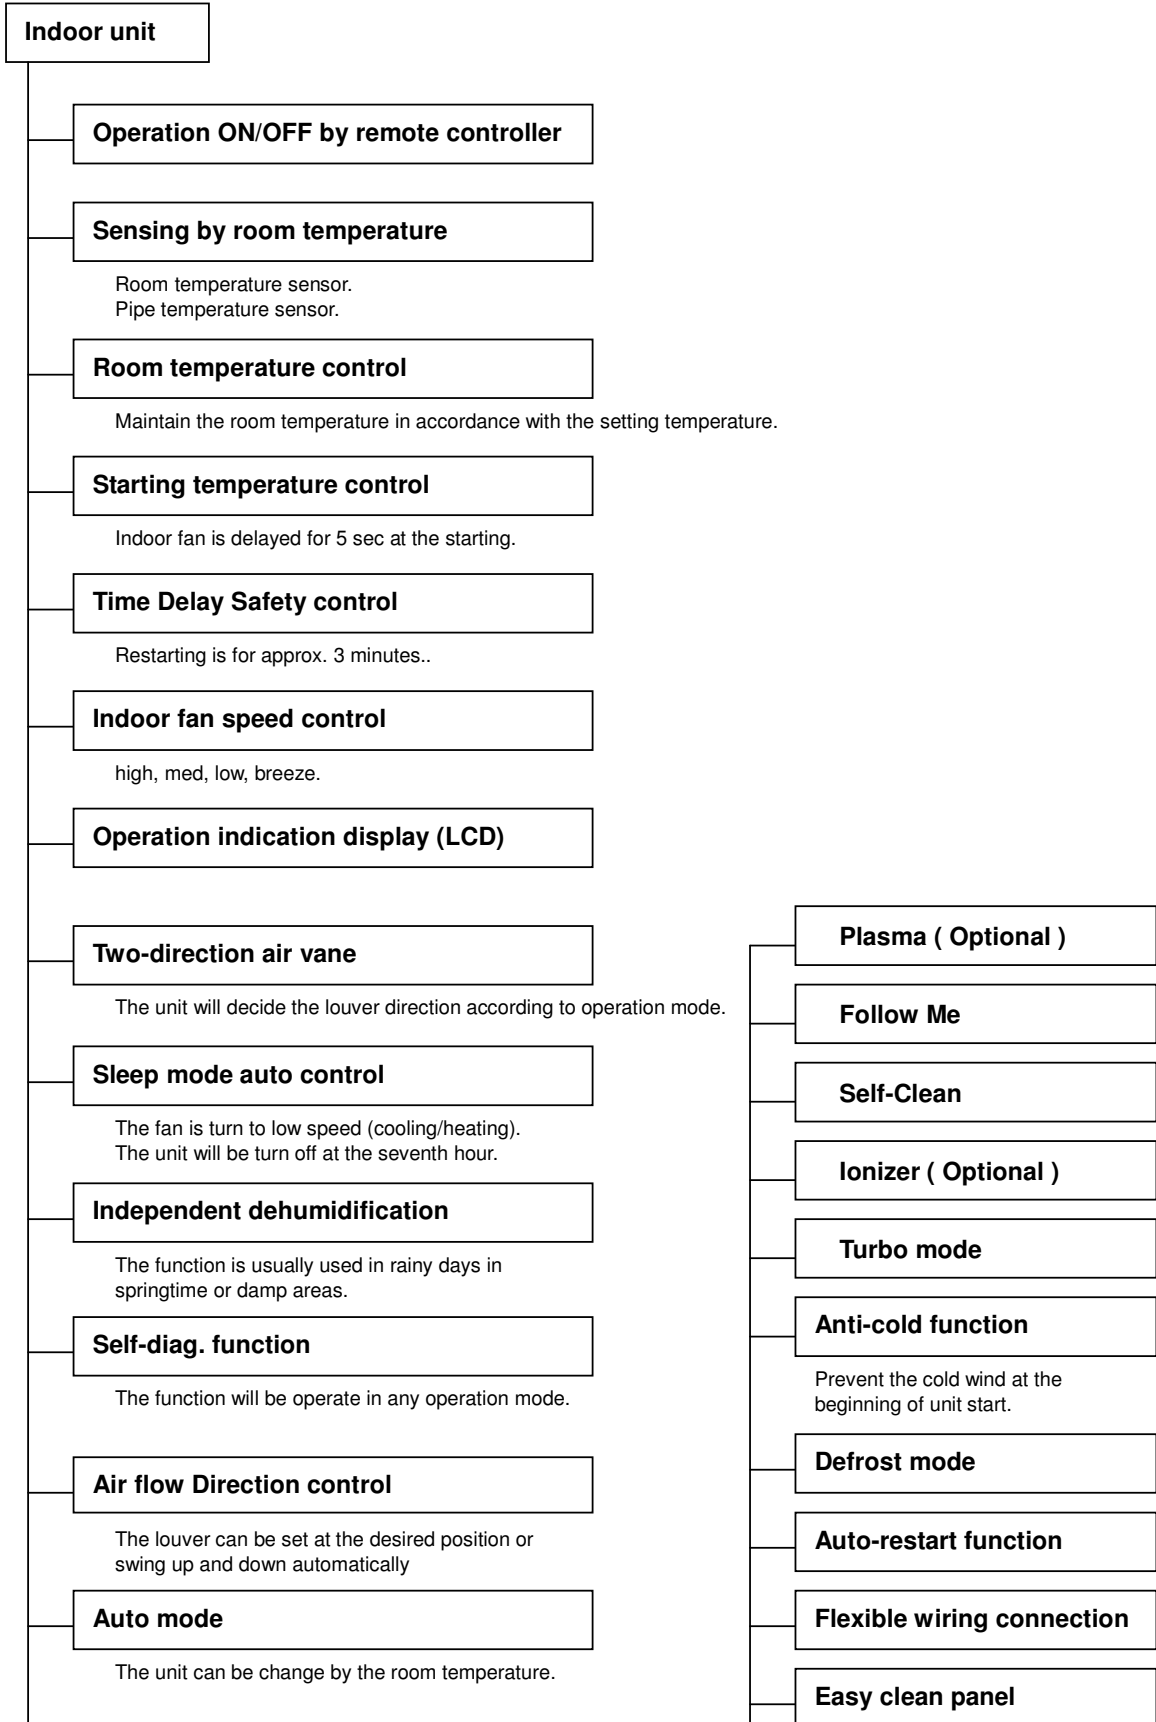 Indoor unit
Operation ON/OFF by remote controller
Sensing by room temperature
Room temperature sensor.
Pipe temperature sensor.
Room temperature control
Maintain the room temperature in accordance with the setting temperature.
Starting temperature control
Indoor fan is delayed for 5 sec at the starting.
Time Delay Safety control
Restarting is for approx. 3 minutes..
Indoor fan speed control
high, med, low, breeze.
Operation indication display (LCD)
Two-direction air vane
The unit will decide the louver direction according to operation mode.
Sleep mode auto control
The fan is turn to low speed (cooling/heating).
The unit will be turn off at the seventh hour.
Independent dehumidification
The function is usually used in rainy days in
springtime or damp areas.
Self-diag. function
The function will be operate in any operation mode.
Air flow Direction control
The louver can be set at the desired position or
swing up and down automatically
Auto mode
The unit can be change by the room temperature.
Plasma ( Optional )
Follow Me
Self-Clean
Ionizer ( Optional )
Turbo mode
Anti-cold function
Prevent the cold wind at the
beginning of unit start.
Defrost mode
Auto-restart function
Flexible wiring connection
Easy clean panel